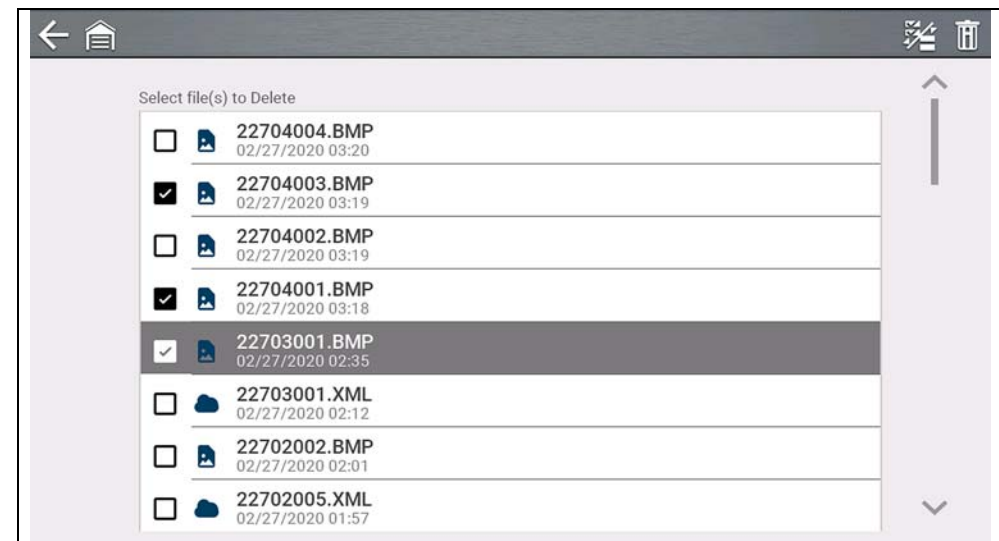 Select file(s) to Delete
22704004.BMP
02/27/2020 03:20
22704003.BMP
02/27/2020 03:19
22704002.BMP
02/27/2020 03:19
22704001.BMP
02/27/2020 03:18
22703001.BMP
02/27/2020 02:35
22703001.XML
02/27/2020 02:12
22702002.BMP
02/27/2020 02:01
22702005.XML
02/27/2020 01:57